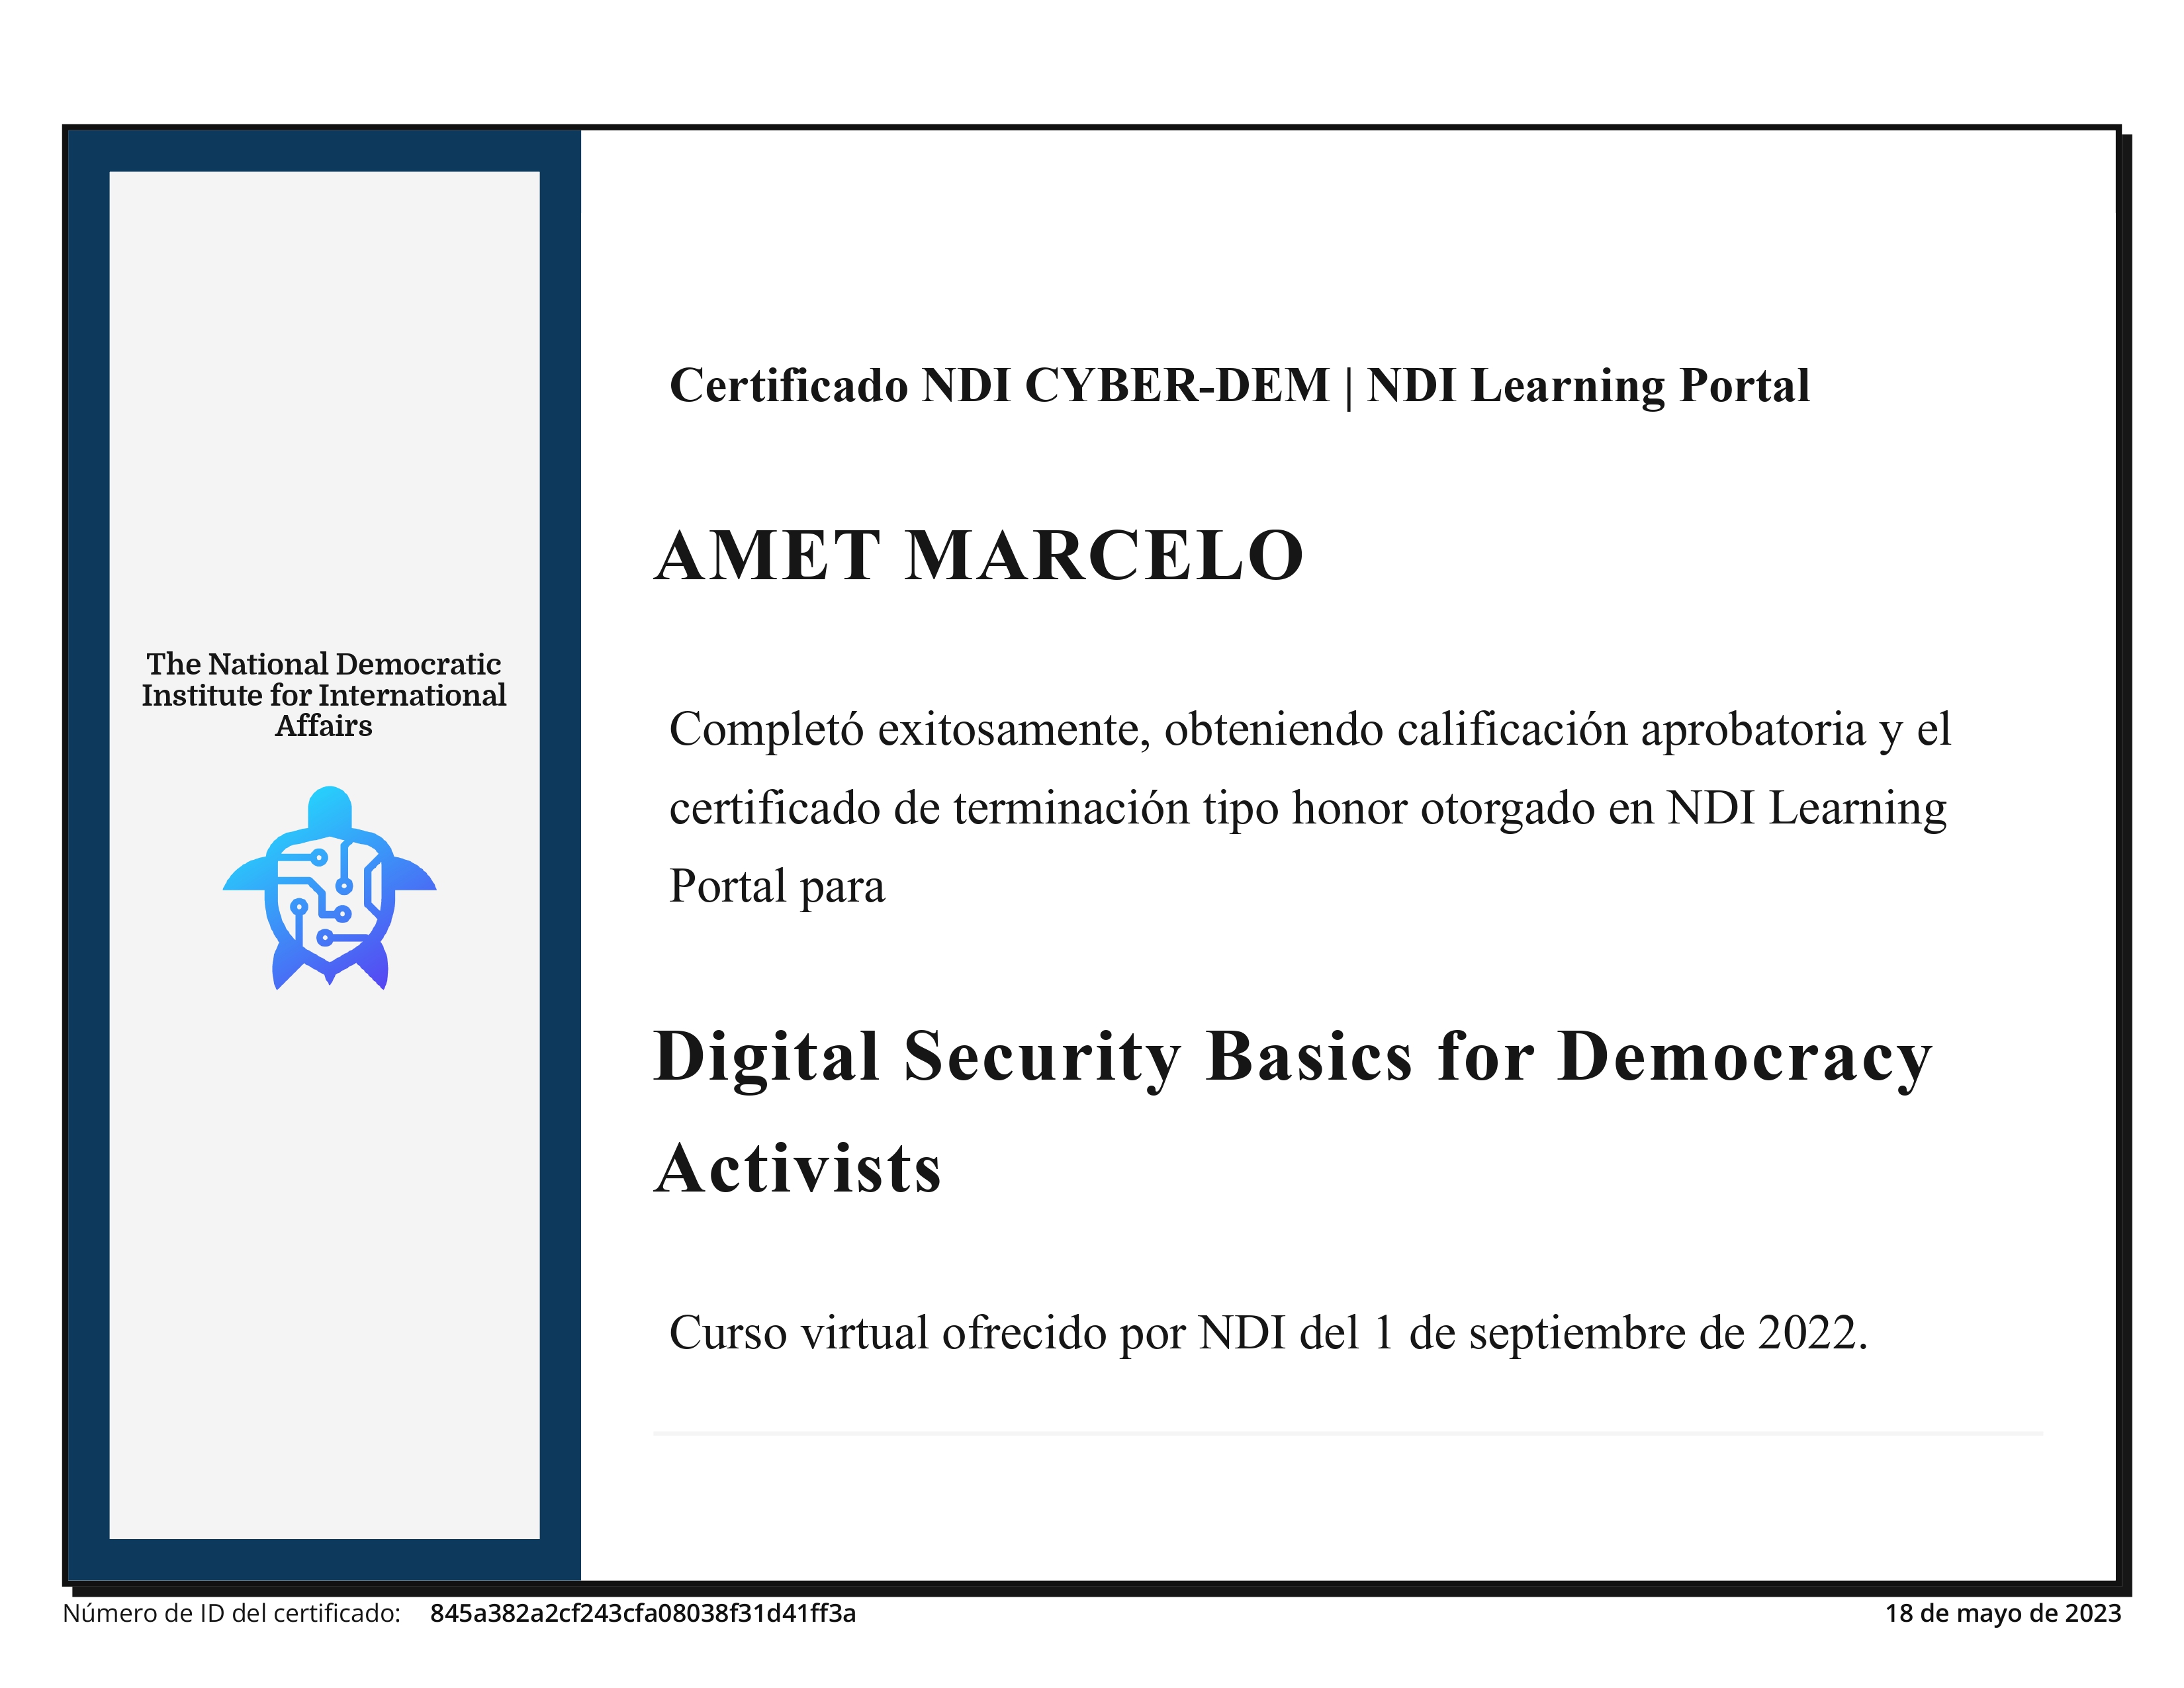 The National Democratic
Institute for International
Affairs
Certificado NDI CYBER-DEM | NDI Learning Portal
AMET MARCELO
Completó exitosamente, obteniendo calificación aprobatoria y el
certificado de terminación tipo honor otorgado en NDI Learning
Portal para
Digital Security Basics for Democracy
Activists
Curso virtual ofrecido por NDI del 1 de septiembre de 2022.
Número de ID del certificado: 845a382a2cf243cfa08038f31d41ff3a
18 de mayo de 2023